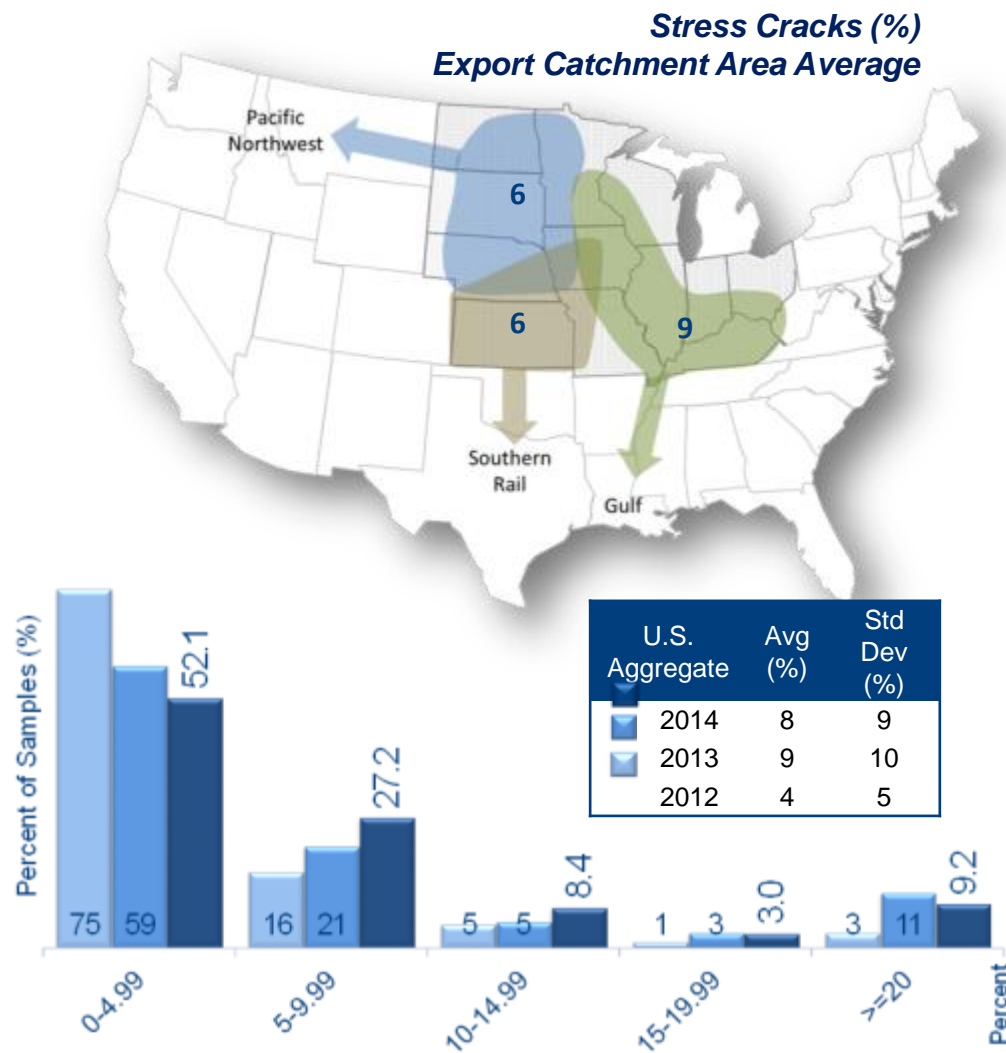 Stress Cracks (%)
Export Catchment Area Average
Pacific
Northwest
6
6
9
Southern
Rail
Gulf
U.S.
Aggregate
Avg
(%)
Std
Dev
(%)
2014 8 9
2013 9 10
2012 4 5
Percent of Samples (%)
75 59 52.1
16 21 27.2
5 5 8.4
1 3 3.0
3 11 9.2
0-4.99
5-9.99
10-14.99
15-19.99
>=20
Percent